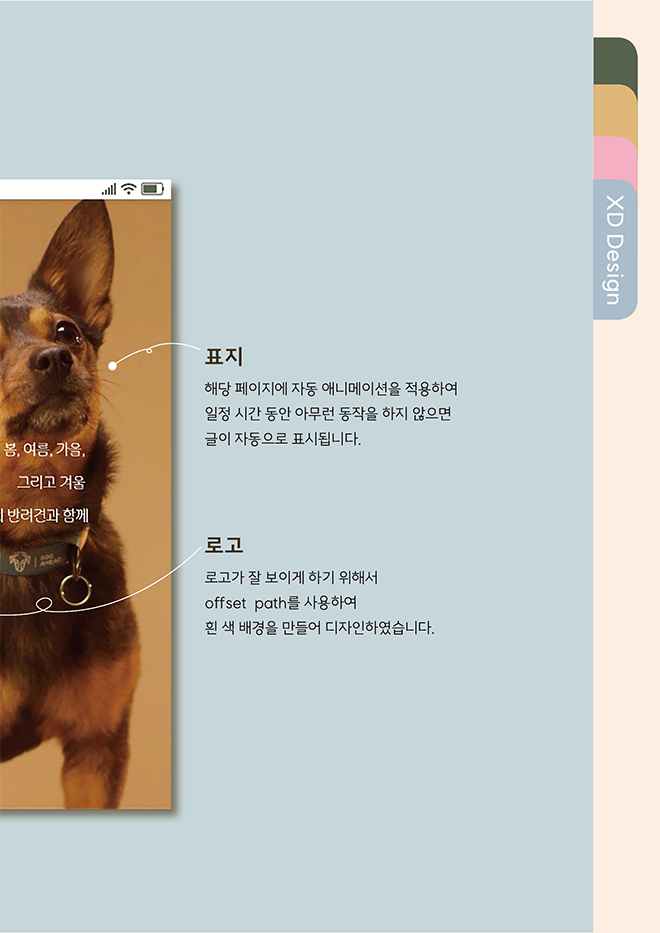 XD Design
표지
해당 페이지에 자동 애니메이션을 적용하여
일정 시간 동안 아무런 동작을 하지 않으면
글이 자동으로 표시됩니다.
봄, 여름, 가을,
그리고 겨울
반려견과 함께
DOG
AHEAD
로고
로고가 잘 보이게 하기 위해서
offset path를 사용하여
흰 색 배경을 만들어 디자인하였습니다.